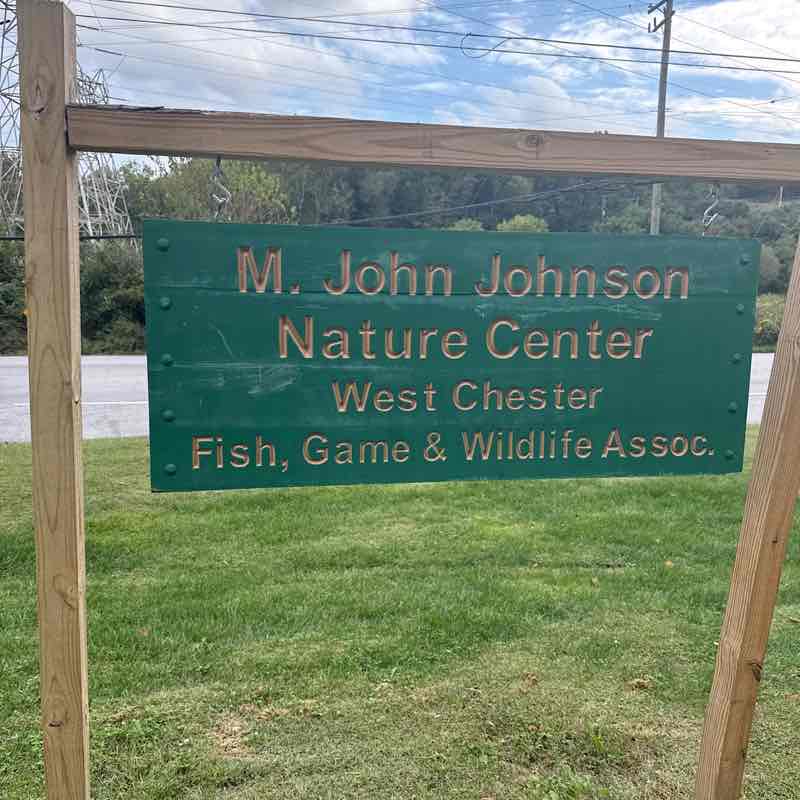 M. John Johnson
Nature Center
West Chester
Fish, Game & Wildlife Assoc.